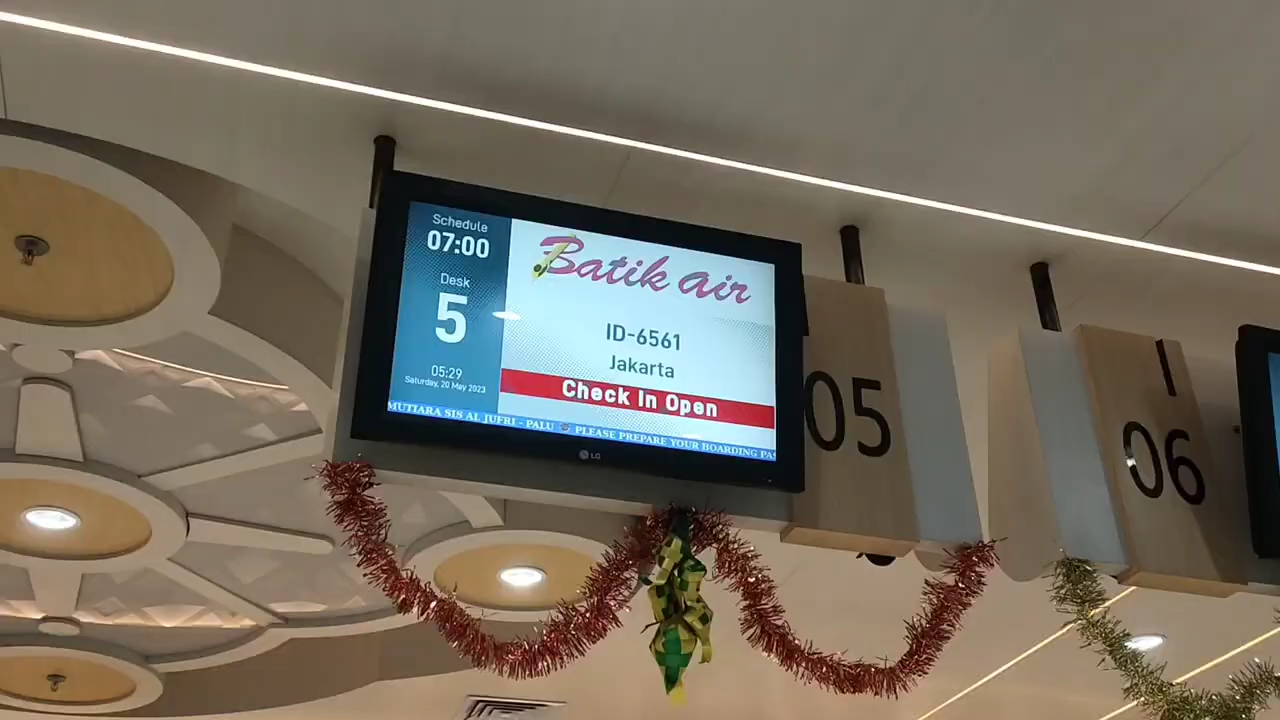 Schedule
07:00
Desk
5
05:29
Saturday, 20 May 2023
Batik air
ID-6561
Jakarta
Check In Open
MUTIARA SIS AL JUFRI - PALU PLEASE PREPARE YOUR BOARDING
LG
05
06